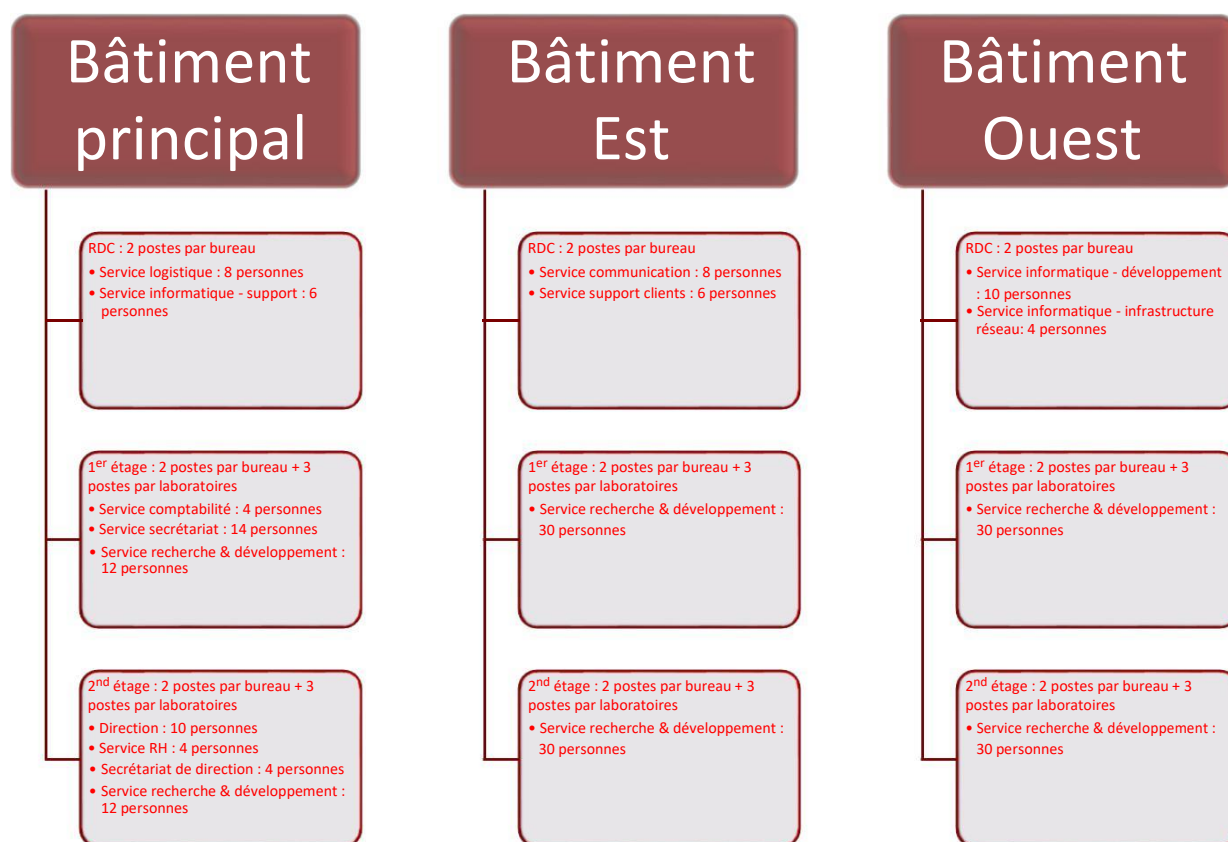 Bâtiment
principal
RDC : 2 postes par bureau
• Service logistique : 8 personnes
• Service informatique - support : 6
personnes
1er étage : 2 postes par bureau + 3
postes par laboratoires
• Service comptabilité : 4 personnes
• Service secrétariat : 14 personnes
• Service recherche & développement :
12 personnes
2nd étage : 2 postes par bureau + 3
postes par laboratoires
• Direction : 10 personnes
• Service RH : 4 personnes
• Secrétariat de direction : 4 personnes
• Service recherche & développement :
12 personnes
Bâtiment
Est
RDC : 2 postes par bureau
• Service communication : 8 personnes
• Service support clients : 6 personnes
1er étage : 2 postes par bureau + 3
postes par laboratoires
• Service recherche & développement :
30 personnes
2nd étage : 2 postes par bureau + 3
postes par laboratoires
• Service recherche & développement :
30 personnes
Bâtiment
Ouest
RDC : 2 postes par bureau
• Service informatique - développement
: 10 personnes
• Service informatique - infrastructure
réseau: 4 personnes
1er étage : 2 postes par bureau + 3
postes par laboratoires
• Service recherche & développement :
30 personnes
2nd étage : 2 postes par bureau + 3
postes par laboratoires
• Service recherche & développement :
30 personnes